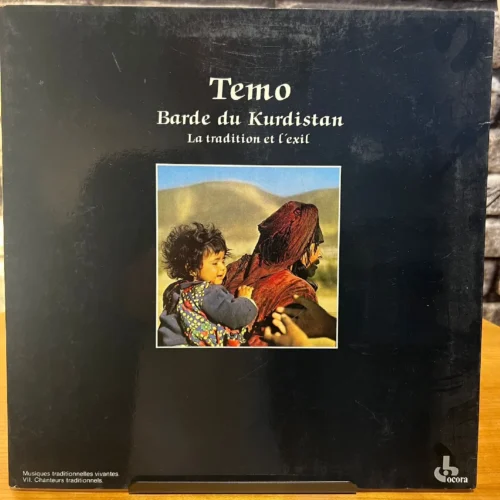 Temo
Barde du Kurdistan
La tradition et l'exil
Musiques traditionnelles vivantes
VII. Chanteurs traditionnels
ocora